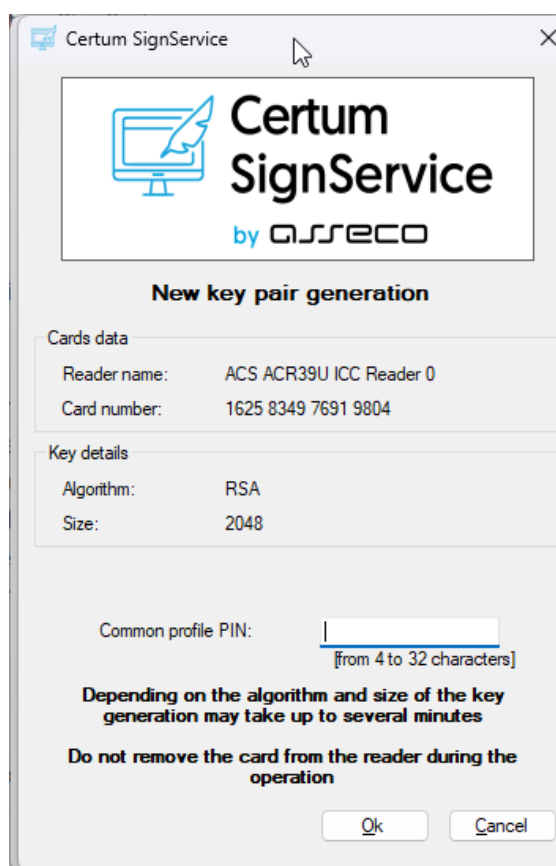 Certum SignService
Certum
SignService
by asseco
New key pair generation
Cards data
Reader name: ACS ACR39U ICC Reader 0
Card number: 1625 8349 7691 9804
Key details
Algorithm: RSA
Size: 2048
Common profile PIN:
[from 4 to 32 characters]
Depending on the algorithm and size of the key
generation may take up to several minutes
Do not remove the card from the reader during the
operation
Ok Cancel